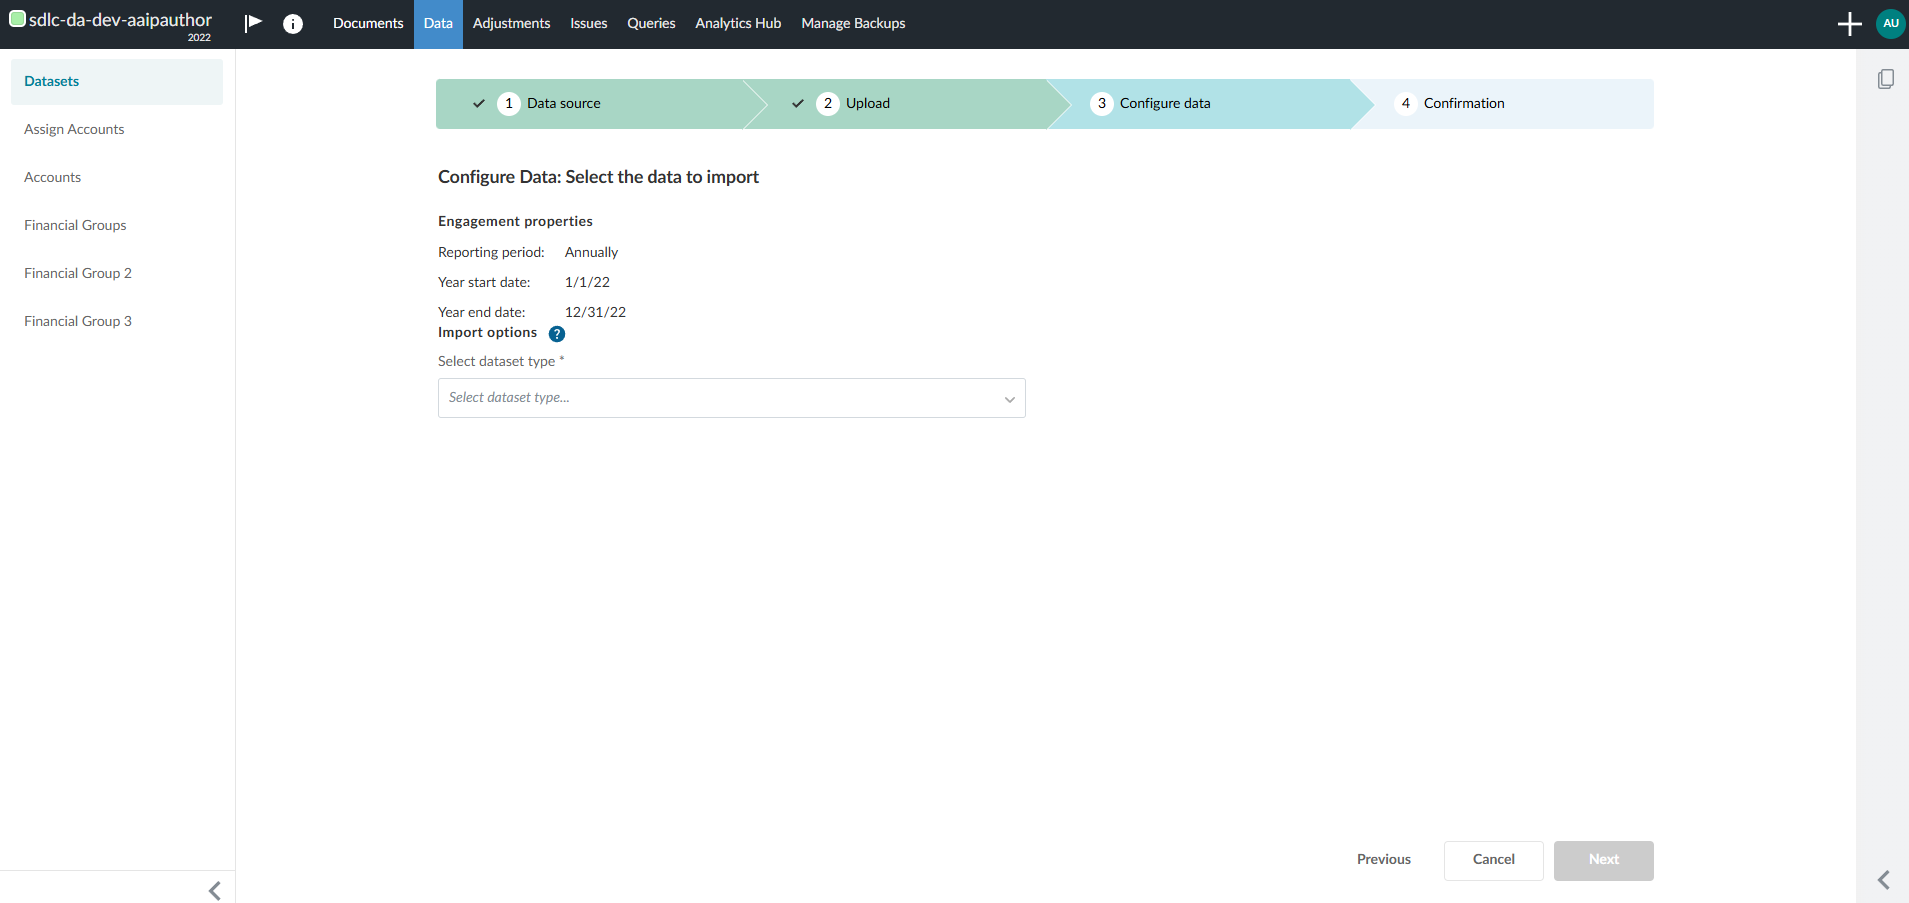 sdlc-da-dev-aaipauthor
2022
Documents Data Adjustments Issues Queries Analytics Hub Manage Backups
AU
Datasets
Assign Accounts
Accounts
Financial Groups
Financial Group 2
Financial Group 3
1 Data source 2 Upload 3 Configure data 4 Confirmation
Configure Data: Select the data to import
Engagement properties
Reporting period: Annually
Year start date: 1/1/22
Year end date: 12/31/22
Import options ?
Select dataset type *
Select dataset type...
Previous Cancel Next